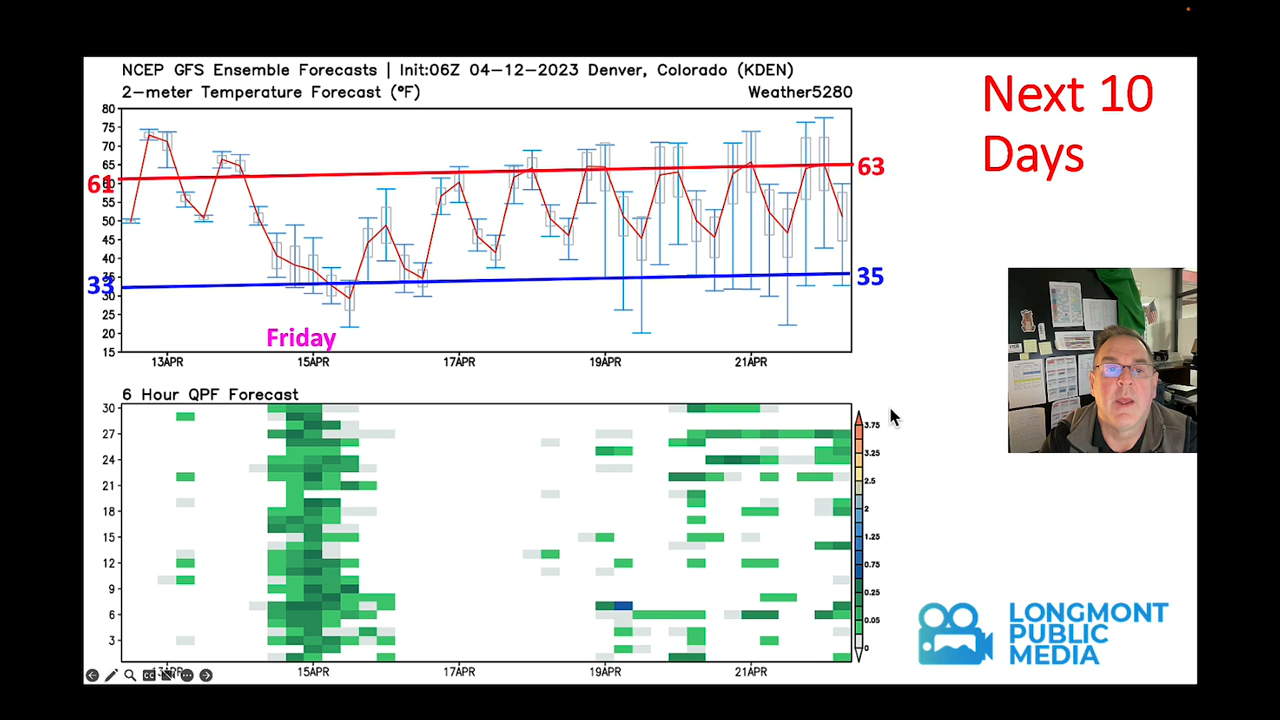 NCEP GFS Ensemble Forecasts | Init:06Z 04-12-2023 Denver, Colorado (KDEN)
2-meter Temperature Forecast (°F)
Weather5280
Next 10
Days
80
75
70
65
60
55
50
45
40
35
30
25
20
15
61
63
33
35
Friday
13APR
15APR
17APR
19APR
21APR
6 Hour QPF Forecast
30
27
24
21
18
15
12
9
6
3
3.75
3.25
2.5
2
1.25
0.75
0.25
0.05
0
13APR
15APR
17APR
19APR
21APR
LONGMONT
PUBLIC
MEDIA